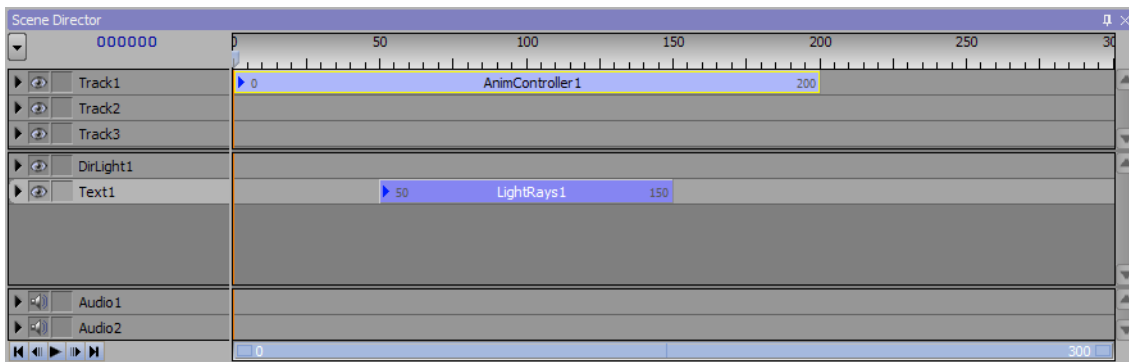 Scene Director
000000 0 50 100 150 200 250 30
Track1 0 AnimController1 200
Track2
Track3
DirLight1
Text1 50 LightRays1 150
Audio1
Audio2
0 300